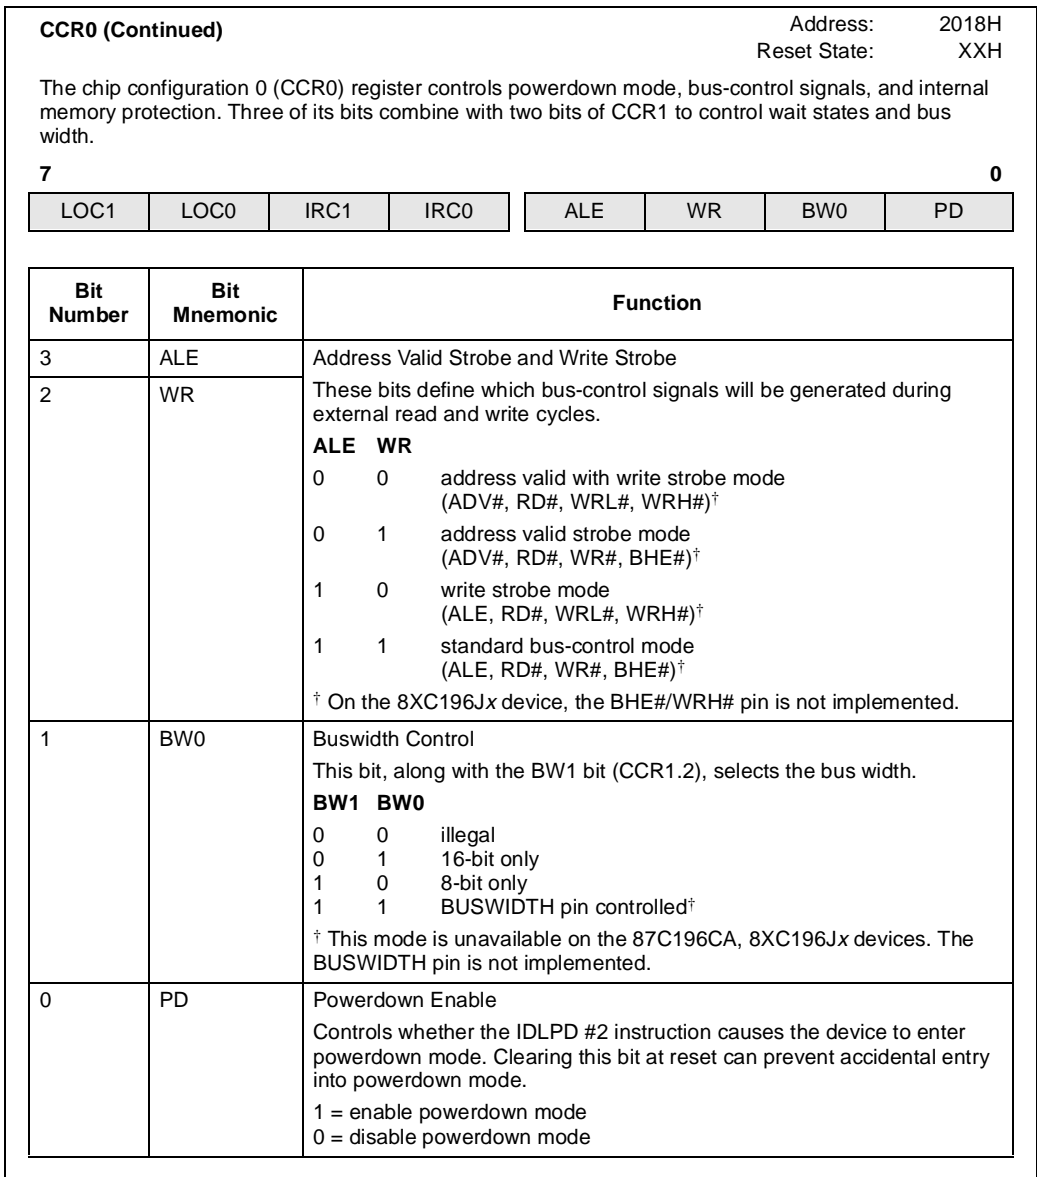 CCR0 (Continued) Address: 2018H
Reset State: XXH
The chip configuration 0 (CCR0) register controls powerdown mode, bus-control signals, and internal
memory protection. Three of its bits combine with two bits of CCR1 to control wait states and bus
width.
7 0
LOC1 LOC0 IRC1 IRC0 ALE WR BW0 PD
Bit Number Bit Mnemonic Function
3 ALE Address Valid Strobe and Write Strobe
2 WR These bits define which bus-control signals will be generated during
external read and write cycles.
ALE WR
0 0 address valid with write strobe mode
(ADV#, RD#, WRL#, WRH#)†
0 1 address valid strobe mode
(ADV#, RD#, WR#, BHE#)†
1 0 write strobe mode
(ALE, RD#, WRL#, WRH#)†
1 1 standard bus-control mode
(ALE, RD#, WR#, BHE#)†
† On the 8XC196Jx device, the BHE#/WRH# pin is not implemented.
1 BW0 Buswidth Control
This bit, along with the BW1 bit (CCR1.2), selects the bus width.
BW1 BW0
0 0 illegal
0 1 16-bit only
1 0 8-bit only
1 1 BUSWIDTH pin controlled†
† This mode is unavailable on the 87C196CA, 8XC196Jx devices. The
BUSWIDTH pin is not implemented.
0 PD Powerdown Enable
Controls whether the IDLPD #2 instruction causes the device to enter
powerdown mode. Clearing this bit at reset can prevent accidental entry
into powerdown mode.
1 = enable powerdown mode
0 = disable powerdown mode